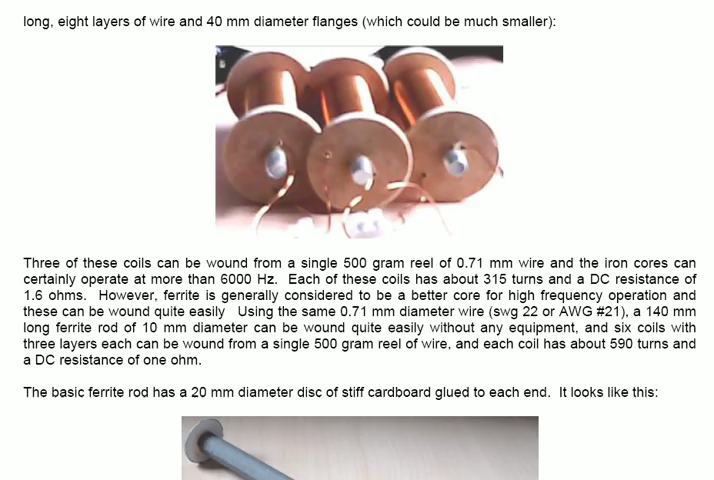 long, eight layers of wire and 40 mm diameter flanges (which could be much smaller):
Three of these coils can be wound from a single 500 gram reel of 0.71 mm wire and the iron cores can
certainly operate at more than 6000 Hz.  Each of these coils has about 315 turns and a DC resistance of
1.6 ohms.  However, ferrite is generally considered to be a better core for high frequency operation and
these can be wound quite easily   Using the same 0.71 mm diameter wire (swg 22 or AWG #21), a 140 mm
long ferrite rod of 10 mm diameter can be wound quite easily without any equipment, and six coils with
three layers each can be wound from a single 500 gram reel of wire, and each coil has about 590 turns and
a DC resistance of one ohm.
The basic ferrite rod has a 20 mm diameter disc of stiff cardboard glued to each end.  It looks like this: